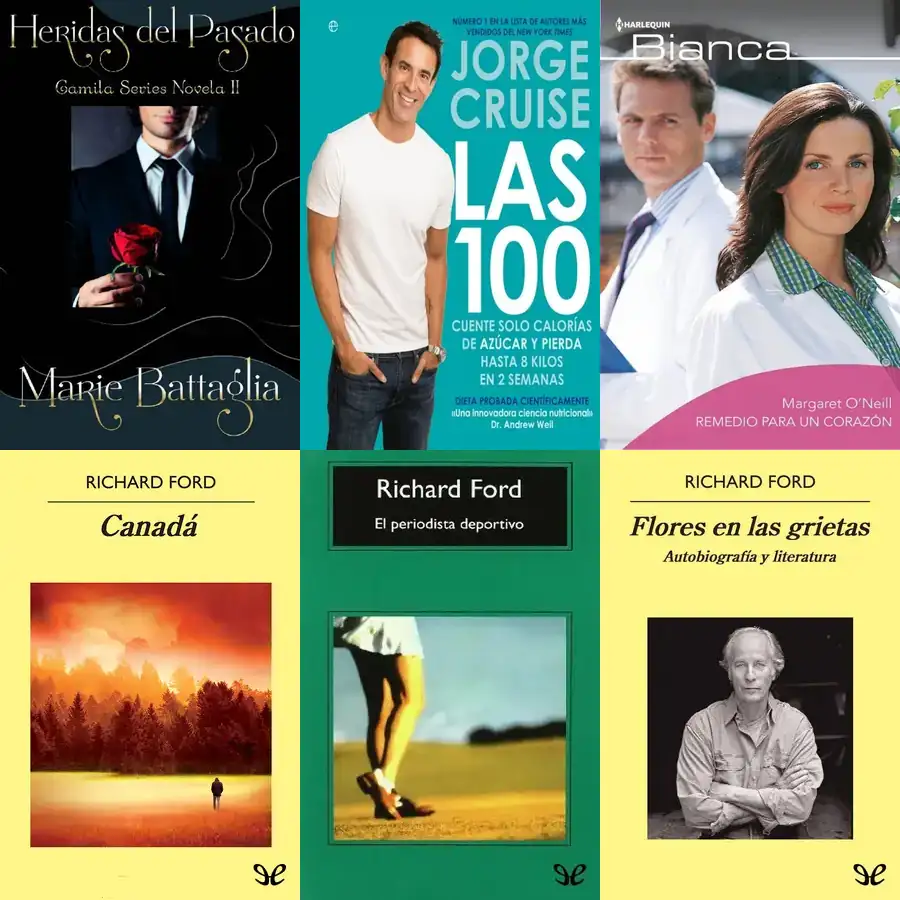 Heridas del Pasado
Camila Series Novela II
Marie Battaglia
e
NÚMERO 1 EN LA LISTA DE AUTORES MÁS
VENDIDOS DEL NEW YORK TIMES
JORGE
CRUISE
LAS
100
CUENTE SOLO CALORÍAS
DE AZÚCAR Y PIERDA
HASTA 8 KILOS
EN 2 SEMANAS
DIETA PROBADA CIENTÍFICAMENTE
«Una innovadora ciencia nutricional»
Dr. Andrew Weil
HARLEQUIN
Bianca
©
Margaret O'Neill
REMEDIO PARA UN CORAZÓN
RICHARD FORD
Canadá
Richard Ford
El periodista deportivo
RICHARD FORD
Flores en las grietas
Autobiografía y literatura